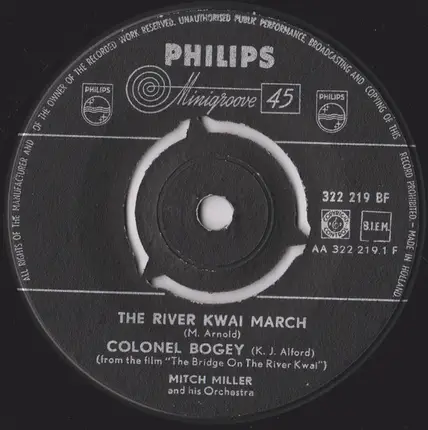 ALL RIGHTS OF THE MANUFACTURER AND OF THE OWNER OF THE RECORDED WORK RESERVED. UNAUTHORISED PUBLIC PERFORMANCE, BROADCASTING AND COPYING OF THIS RECORD PROHIBITED. - MADE IN HOLLAND
PHILIPS
Minigroove 45
PHILIPS
PHILIPS
322 219 BF
B.I.E.M.
AA 322 219.1 F
THE RIVER KWAI MARCH
(M. Arnold)
COLONEL BOGEY (K. J. Alford)
(from the film "The Bridge On The River Kwai")
MITCH MILLER
and his Orchestra